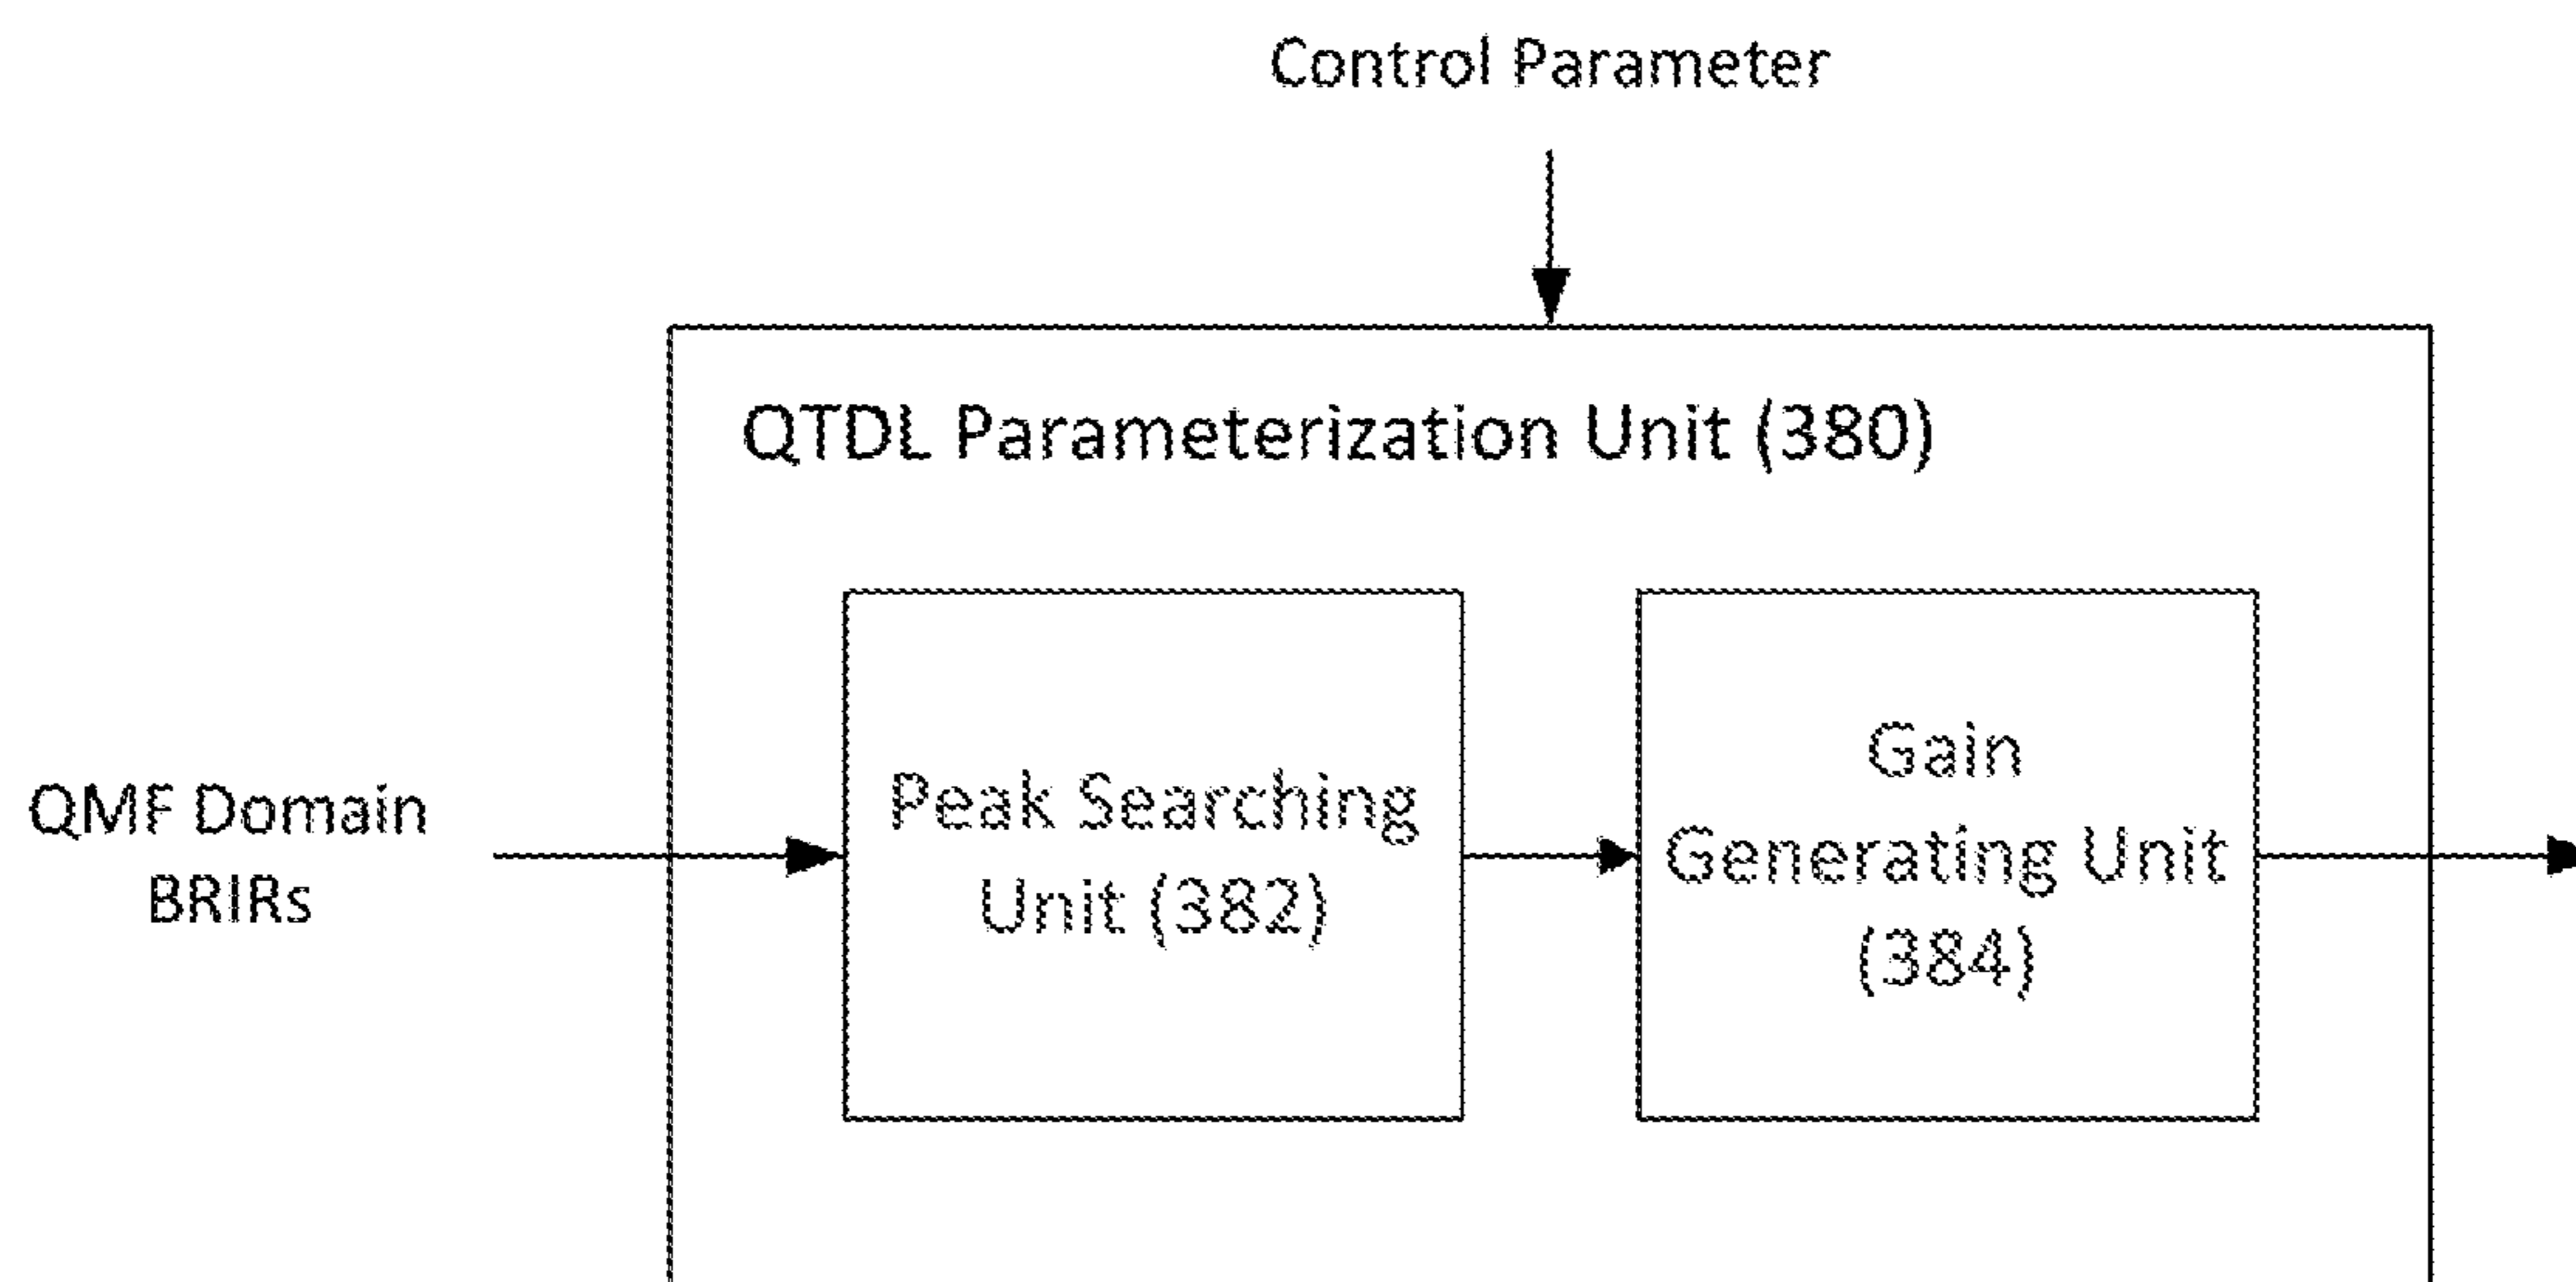 Control Parameter
QTDL Parameterization Unit (380)
QMF Domain
BRIRs
Peak Searching
Unit (382)
Gain
Generating Unit
(384)